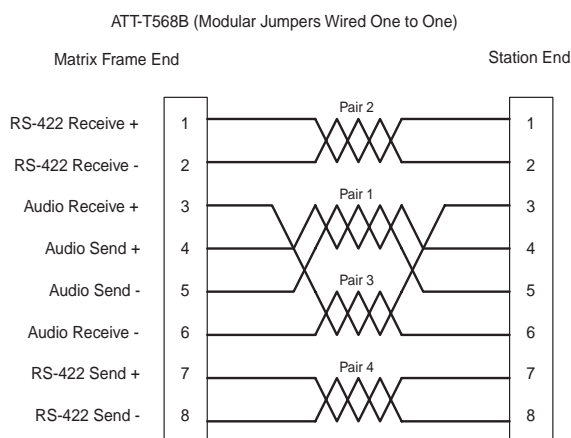 ATT-T568B (Modular Jumpers Wired One to One)
Matrix Frame End
Station End
Pair 2
RS-422 Receive + 1 1
RS-422 Receive - 2 2
Pair 1
Audio Receive + 3 3
Audio Send + 4 4
Pair 3
Audio Send - 5 5
Audio Receive - 6 6
Pair 4
RS-422 Send + 7 7
RS-422 Send - 8 8